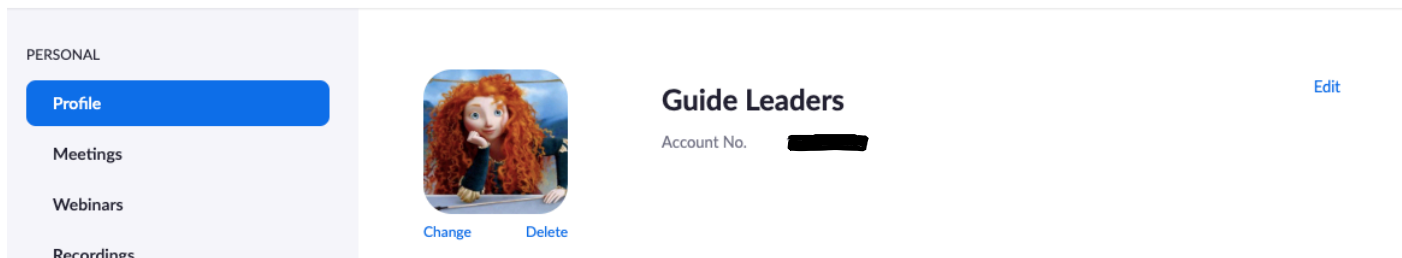 PERSONAL
Profile
Meetings
Webinars
Recordings
Change Delete
Guide Leaders
Account No.
Edit